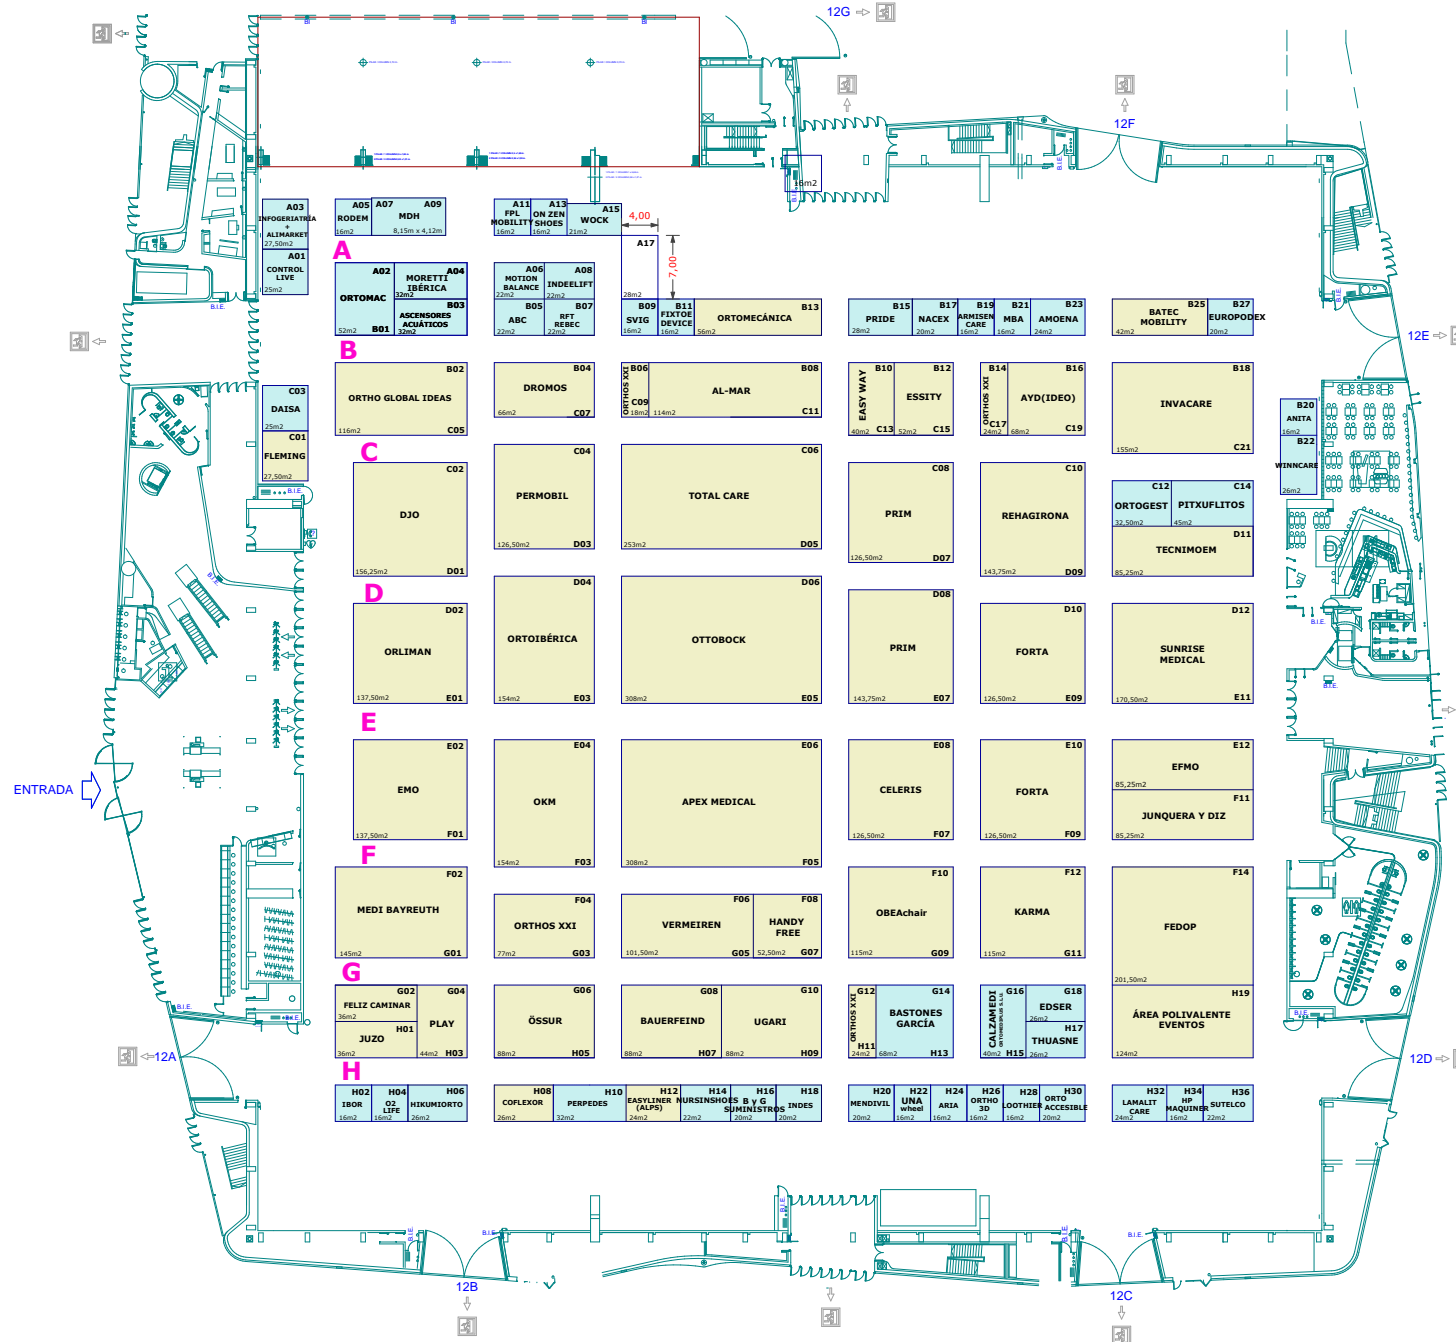 12G
12F
16m2
A03
INFOGERIATRÍA
+
ALIMARKET
27,50m2
A01
CONTROL
LIVE
25m2
A05
RODEM
16m2
A07
A09
MDH
8,15m x 4,12m
A11
FPL
MOBILITY
16m2
A13
ON ZEN
SHOES
16m2
A15
WOCK
21m2
4,00
7,00
A17
28m2
A
A02
ORTOMAC
52m2
B01
A04
MORETTI
IBÉRICA
32m2
B03
ASCENSORES
ACUÁTICOS
32m2
A06
MOTION
BALANCE
22m2
A08
INDEELIFT
22m2
B05
ABC
22m2
B07
RFT
REBEC
22m2
B09
SVIG
16m2
B11
FIXTOE
DEVICE
16m2
B13
ORTOMECÁNICA
56m2
B15
PRIDE
28m2
B17
NACEX
20m2
B19
ARMISEN
CARE
16m2
B21
MBA
16m2
B23
AMOENA
24m2
B25
BATEC
MOBILITY
42m2
B27
EUROPODEX
20m2
B.I.E.
B.I.E.
B.I.E.
B.I.E.
12E
B
B02
ORTHO GLOBAL IDEAS
116m2
C05
B04
DROMOS
66m2
C07
B06
ORTHOS XXI
C09
18m2
B08
AL-MAR
114m2
C11
B10
EASY WAY
40m2
C13
B12
ESSITY
52m2
C15
B14
ORTHOS XXI
C17
24m2
B16
AYD(IDEO)
68m2
C19
B18
INVACARE
155m2
C21
B20
ANITA
16m2
B22
WINNCARE
26m2
C03
DAISA
25m2
C01
FLEMING
27,50m2
B.I.E.
B.I.E.
C
C02
DJO
156,25m2
D01
C04
PERMOBIL
126,50m2
D03
C06
TOTAL CARE
253m2
D05
C08
PRIM
126,50m2
D07
C10
REHAGIRONA
143,75m2
D09
C12
ORTOGEST
32,50m2
C14
PITXUFLITOS
45m2
D11
TECNIMOEM
85,25m2
B.I.E.
D
D02
ORLIMAN
137,50m2
E01
D04
ORTOIBÉRICA
154m2
E03
D06
OTTOBOCK
308m2
E05
D08
PRIM
143,75m2
E07
D10
FORTA
126,50m2
E09
D12
SUNRISE
MEDICAL
170,50m2
E11
B.I.E.
E
E02
EMO
137,50m2
F01
E04
OKM
154m2
F03
E06
APEX MEDICAL
308m2
F05
E08
CELERIS
126,50m2
F07
E10
FORTA
126,50m2
F09
E12
EFMO
85,25m2
F11
JUNQUERA Y DIZ
85,25m2
ENTRADA
F
F02
MEDI BAYREUTH
145m2
G01
F04
ORTHOS XXI
77m2
G03
F06
VERMEIREN
101,50m2
G05
F08
HANDY
FREE
52,50m2
G07
F10
OBEAchair
115m2
G09
F12
KARMA
115m2
G11
F14
FEDOP
201,50m2
G
G02
FELIZ CAMINAR
36m2
H01
JUZO
36m2
G04
PLAY
44m2
H03
G06
ÖSSUR
88m2
H05
G08
BAUERFEIND
88m2
H07
G10
UGARI
88m2
H09
G12
ORTHOS XXI
H11
24m2
G14
BASTONES
GARCÍA
68m2
H13
G16
CALZAMEDI
ORTOMEDIPLUS S.L.U.
40m2
H15
G18
EDSER
26m2
H17
THUASNE
26m2
H19
ÁREA POLIVALENTE
EVENTOS
124m2
B.I.E.
B.I.E.
12A
12D
H
H02
IBOR
16m2
H04
O2
LIFE
16m2
H06
HIKUMIORTO
26m2
H08
COFLEXOR
26m2
H10
PERPEDES
32m2
H12
EASYLINER
(ALPS)
24m2
H14
NURSINSHOES
22m2
H16
B y G
SUMINISTROS
20m2
H18
INDES
20m2
H20
MENDIVIL
20m2
H22
UNA
wheel
16m2
H24
ARIA
16m2
H26
ORTHO
3D
16m2
H28
LOOTHIER
16m2
H30
ORTO
ACCESIBLE
20m2
H32
LAMALIT
CARE
24m2
H34
HP
MAQUINER
16m2
H36
SUTELCO
22m2
B.I.E.
B.I.E.
B.I.E.
B.I.E.
B.I.E.
12B
12C